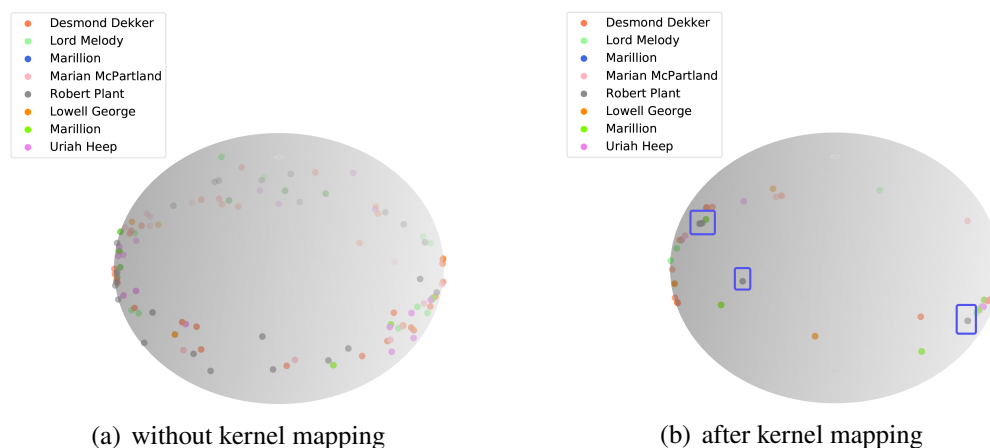 Desmond Dekker
Lord Melody
Marillion
Marian McPartland
Robert Plant
Lowell George
Marillion
Uriah Heep
Desmond Dekker
Lord Melody
Marillion
Marian McPartland
Robert Plant
Lowell George
Marillion
Uriah Heep
(a) without kernel mapping
(b) after kernel mapping